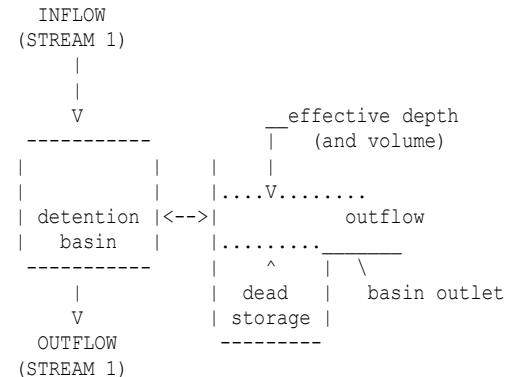 INFLOW
(STREAM 1)
effective depth
(and volume)
detention
basin
outflow
dead
storage
basin outlet
OUTFLOW
(STREAM 1)